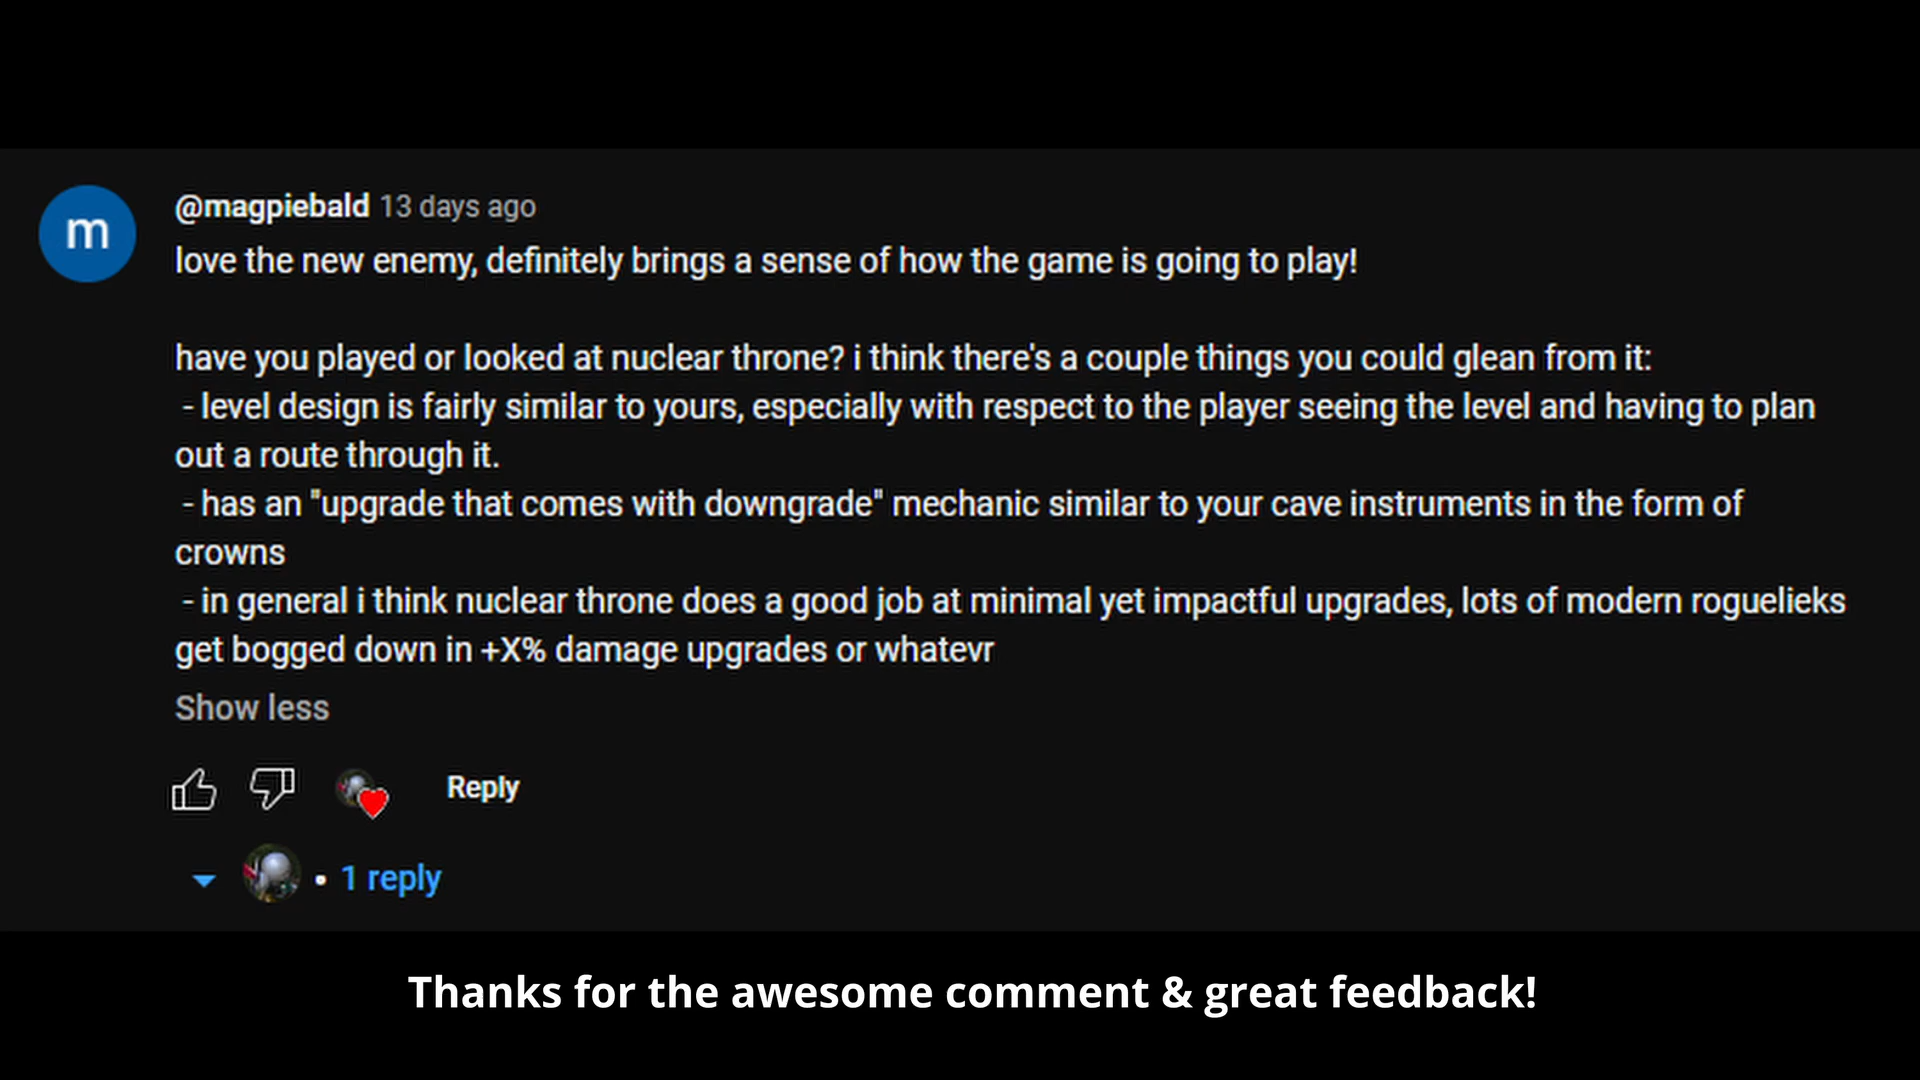 m
@magpiebald 13 days ago
love the new enemy, definitely brings a sense of how the game is going to play!
have you played or looked at nuclear throne? i think there's a couple things you could glean from it:
- level design is fairly similar to yours, especially with respect to the player seeing the level and having to plan
out a route through it.
- has an "upgrade that comes with downgrade" mechanic similar to your cave instruments in the form of
crowns
- in general i think nuclear throne does a good job at minimal yet impactful upgrades, lots of modern roguelieks
get bogged down in +X% damage upgrades or whatevr
Show less
Reply
• 1 reply
Thanks for the awesome comment & great feedback!